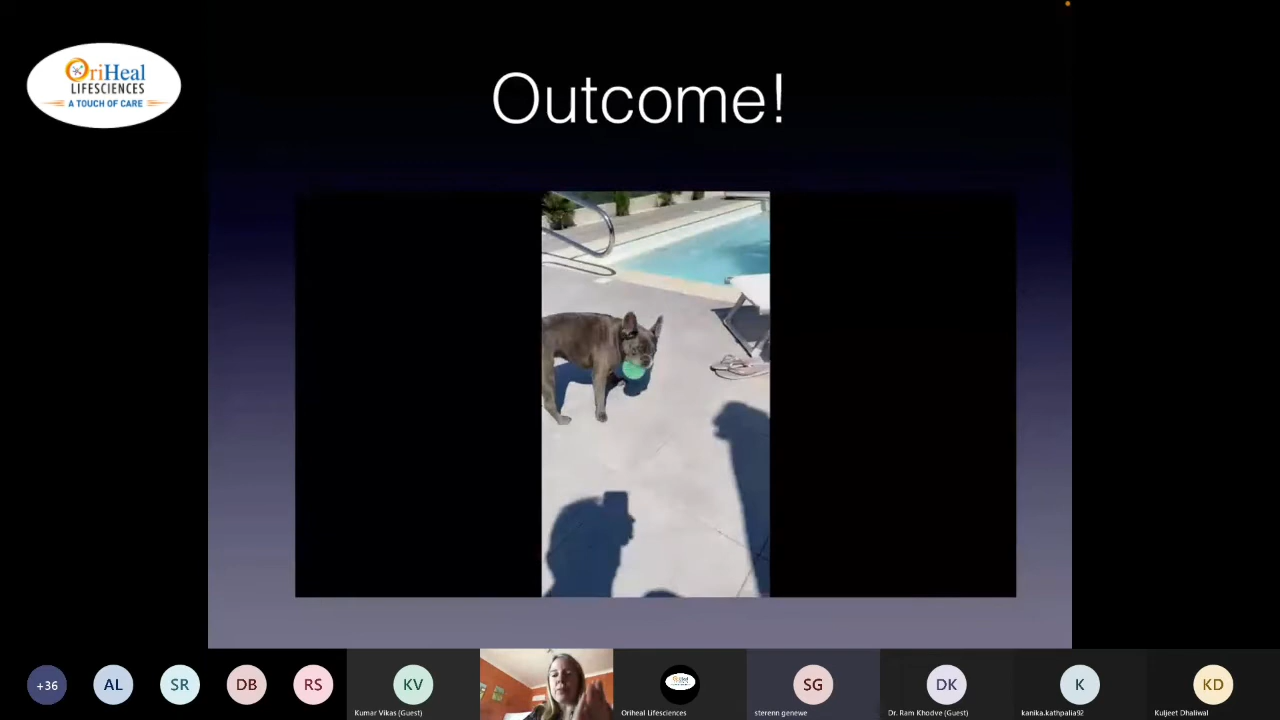 OriHeal
LIFESCIENCES
A TOUCH OF CARE
Outcome!
+36
AL
SR
DB
RS
KV
SG
DK
K
KD
Kumar Vikas (Guest)
Oriheal Lifesciences
sterenn genewe
Dr. Ram Khodve (Guest)
kanika.kathpalia92
Kuljeet Dhaliwal